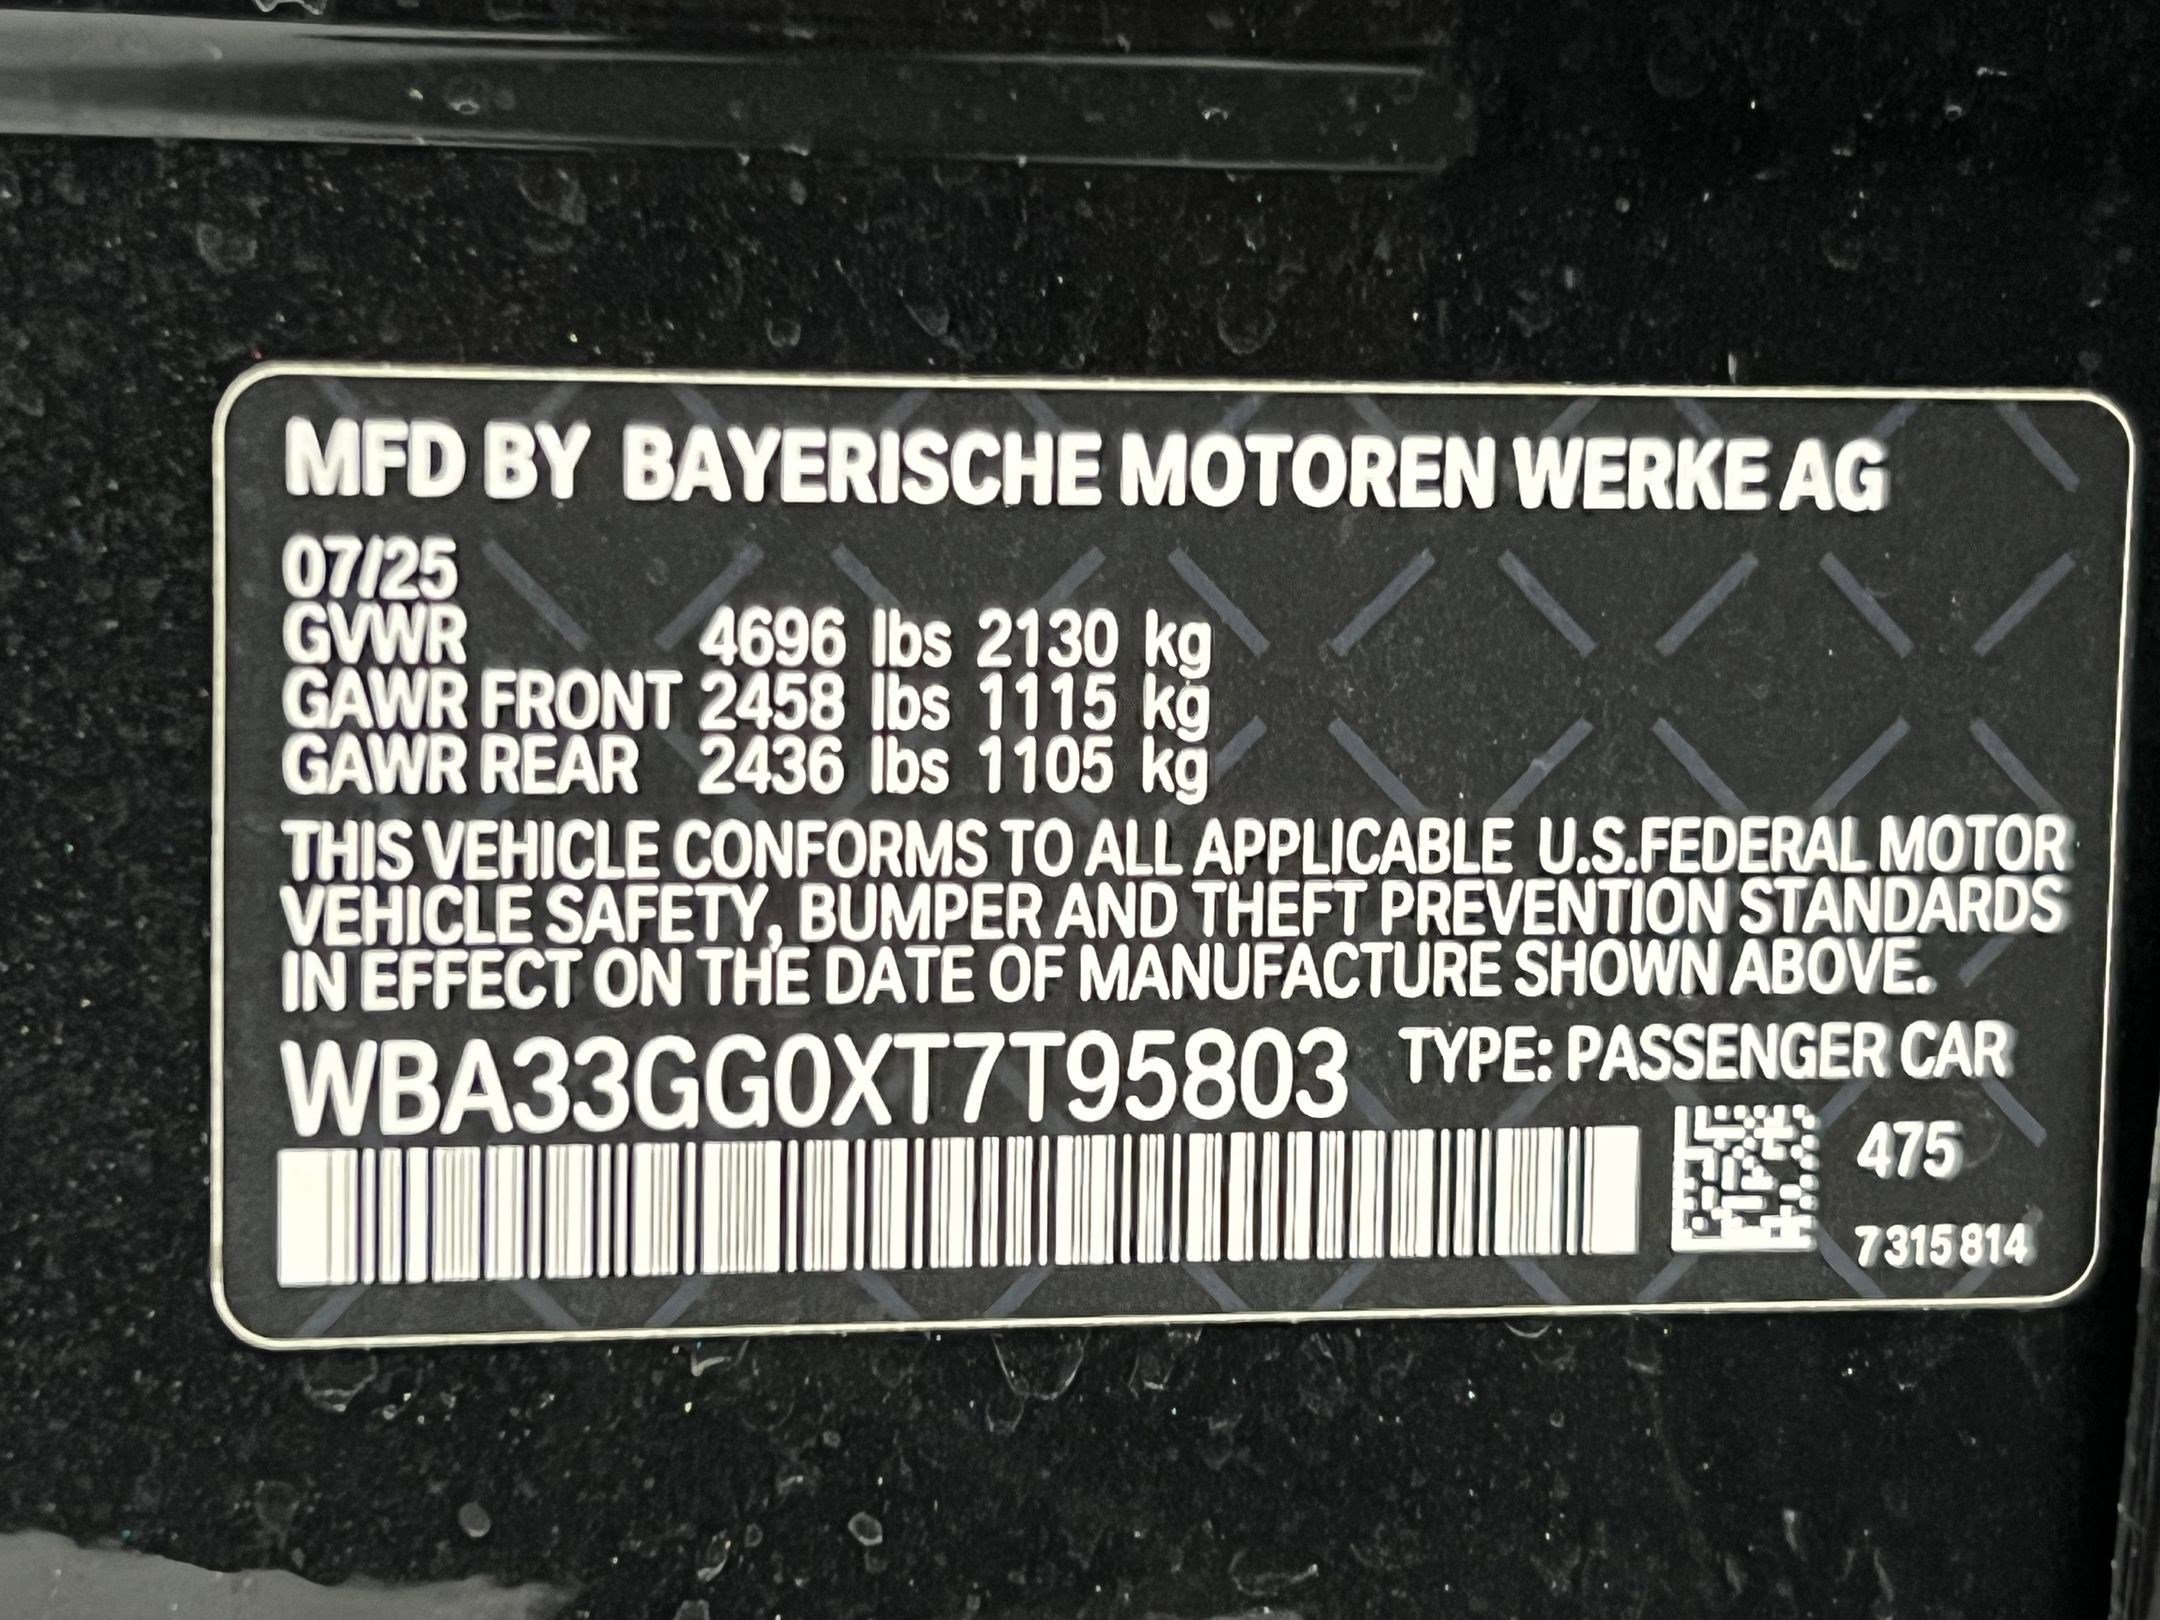 MFD BY BAYERISCHE MOTOREN WERKE AG
07/25
GVWR 4696 lbs 2130 kg
GAWR FRONT 2458 lbs 1115 kg
GAWR REAR 2436 lbs 1105 kg
THIS VEHICLE CONFORMS TO ALL APPLICABLE U.S.FEDERAL MOTOR
VEHICLE SAFETY, BUMPER AND THEFT PREVENTION STANDARDS
IN EFFECT ON THE DATE OF MANUFACTURE SHOWN ABOVE.
WBA33GG0XT7T95803 TYPE: PASSENGER CAR
475
7315814